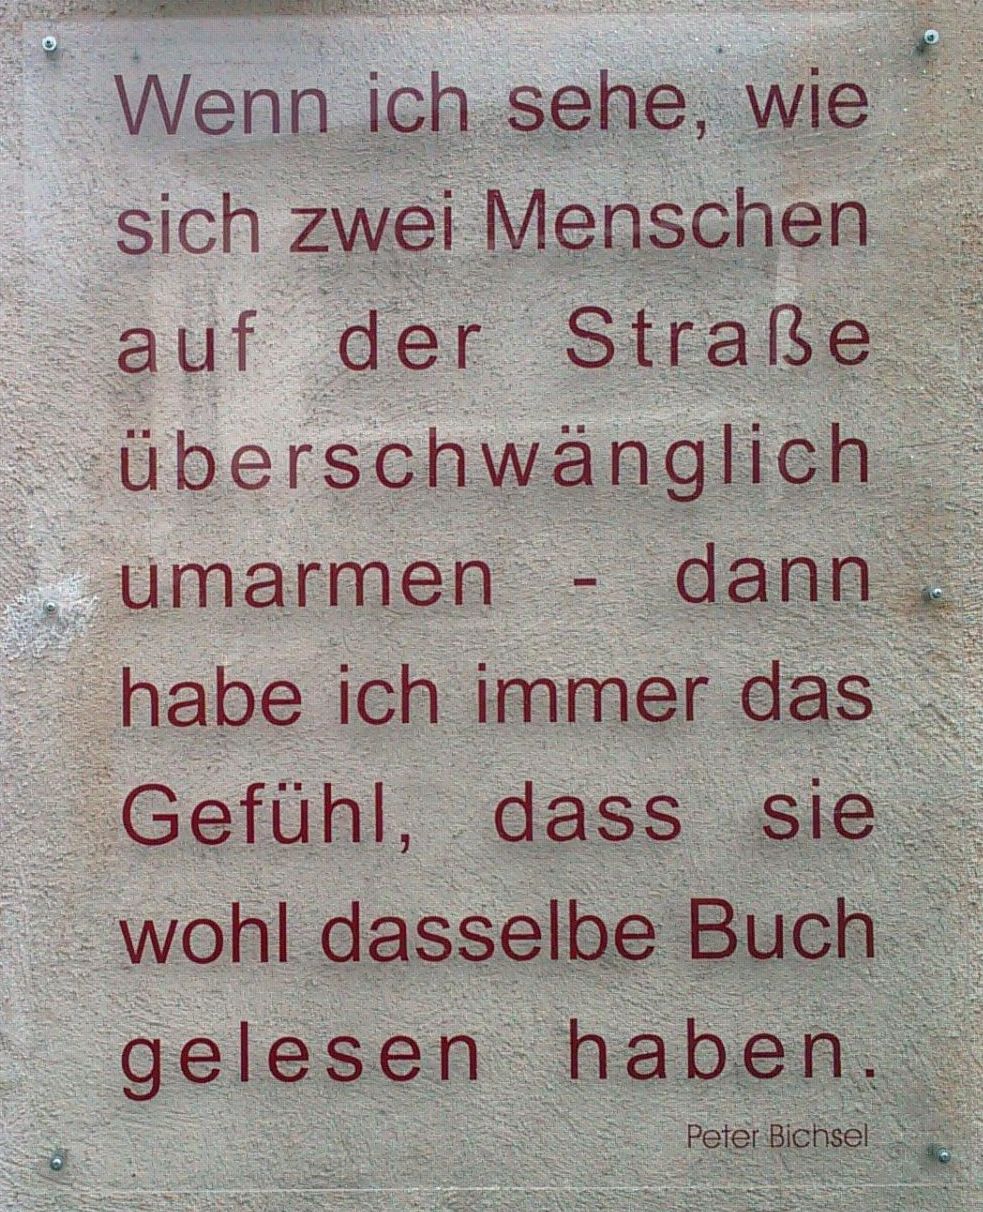 Wenn ich sehe, wie
sich zwei Menschen
auf der Straße
überschwänglich
umarmen - dann
habe ich immer das
Gefühl, dass sie
wohl dasselbe Buch
gelesen haben.
Peter Bichsel